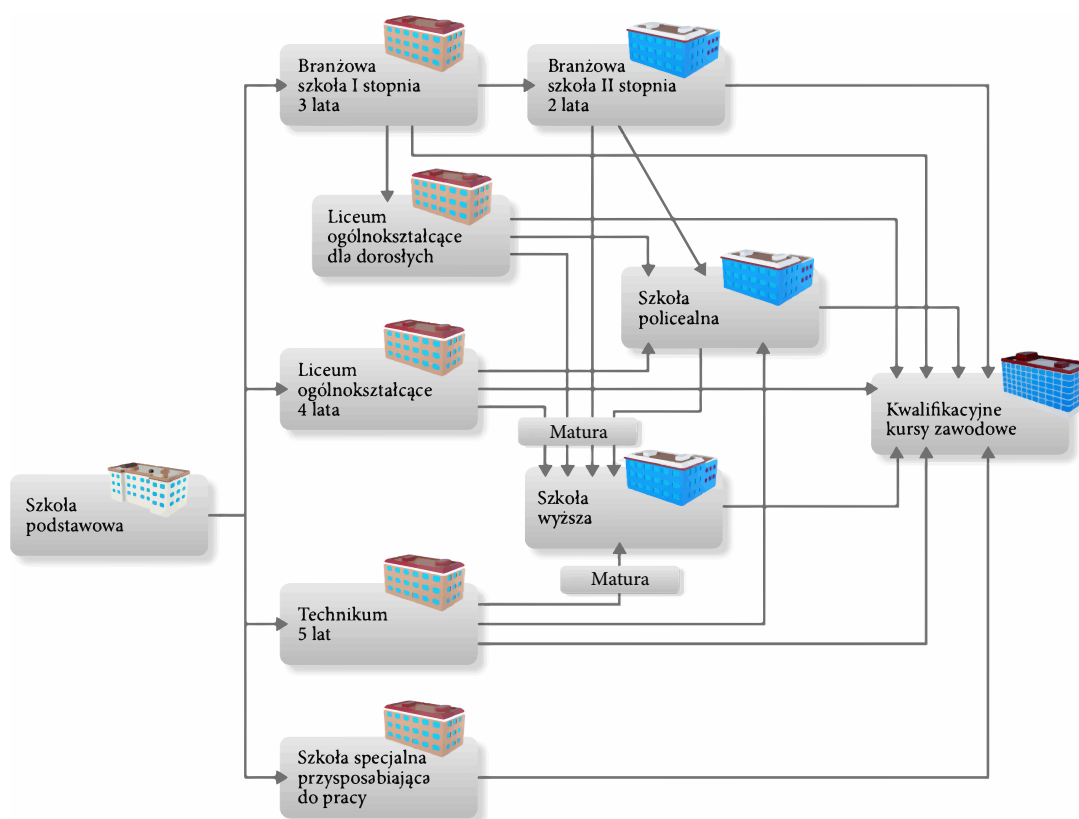 Branżowa
szkoła I stopnia
3 lata
Branżowa
szkoła II stopnia
2 lata
Liceum
ogólnokształcące
dla dorosłych
Szkoła
policealna
Liceum
ogólnokształcące
4 lata
Kwalifikacyjne
kursy zawodowe
Matura
Szkoła
podstawowa
Szkoła
wyższa
Matura
Technikum
5 lat
Szkoła specjalna
przysposabiająca
do pracy